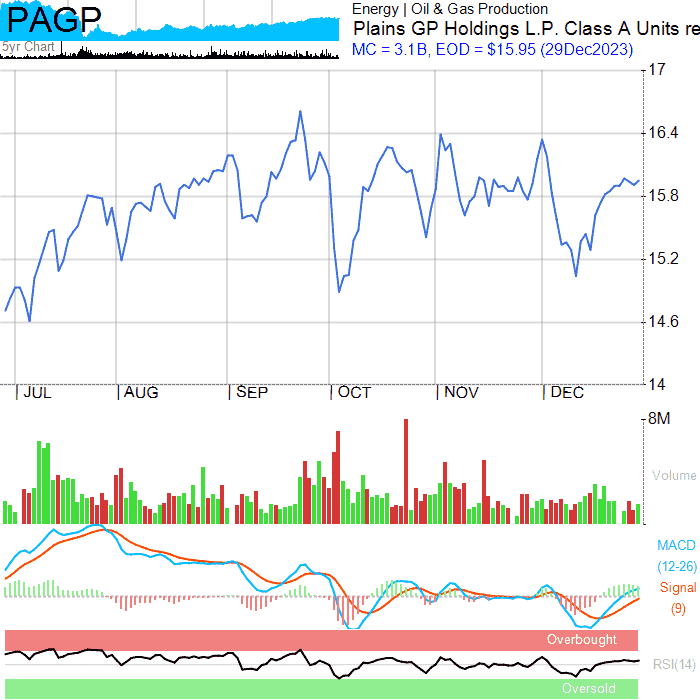 PAGP
5yr Chart
Energy | Oil & Gas Production
Plains GP Holdings L.P. Class A Units re
MC = 3.1B, EOD = $15.95 (29Dec2023)
17
16.4
15.8
15.2
14.6
14
JUL AUG SEP OCT NOV DEC
8M
Volume
MACD
(12-26)
Signal
(9)
Overbought
RSI(14)
Oversold